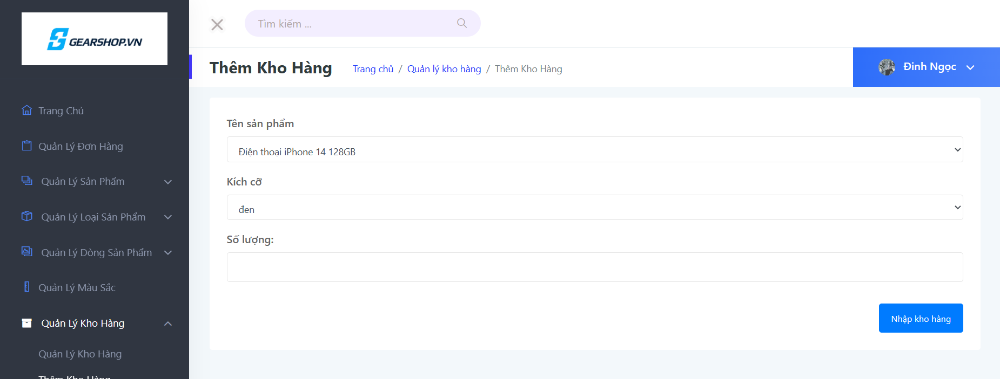 GEARSHOP.VN
Tìm kiếm ...
Thêm Kho Hàng
Trang chủ / Quản lý kho hàng / Thêm Kho Hàng
Đinh Ngọc
Trang Chủ
Quản Lý Đơn Hàng
Quản Lý Sản Phẩm
Quản Lý Loại Sản Phẩm
Quản Lý Dòng Sản Phẩm
Quản Lý Màu Sắc
Quản Lý Kho Hàng
Quản Lý Kho Hàng
Thêm Kho Hàng
Tên sản phẩm
Điện thoại iPhone 14 128GB
Kích cỡ
đen
Số lượng:
Nhập kho hàng